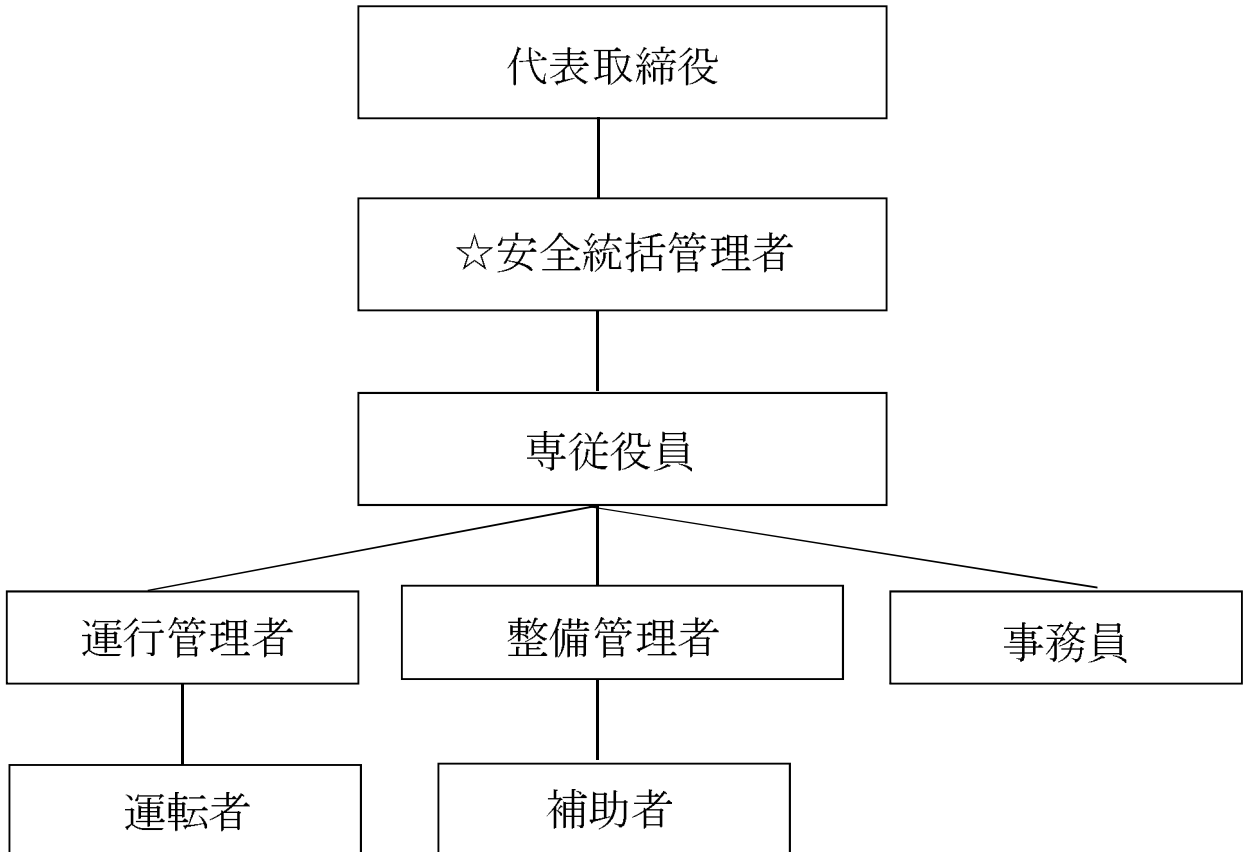 代表取締役
☆安全統括管理者
専従役員
運行管理者
整備管理者
事務員
運転者
補助者